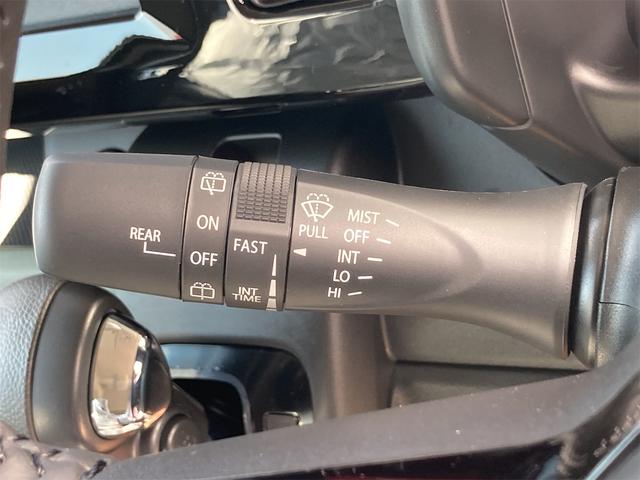 REAR
ON
OFF
FAST
INT
TIME
PULL
MIST
OFF
INT
LO
HI